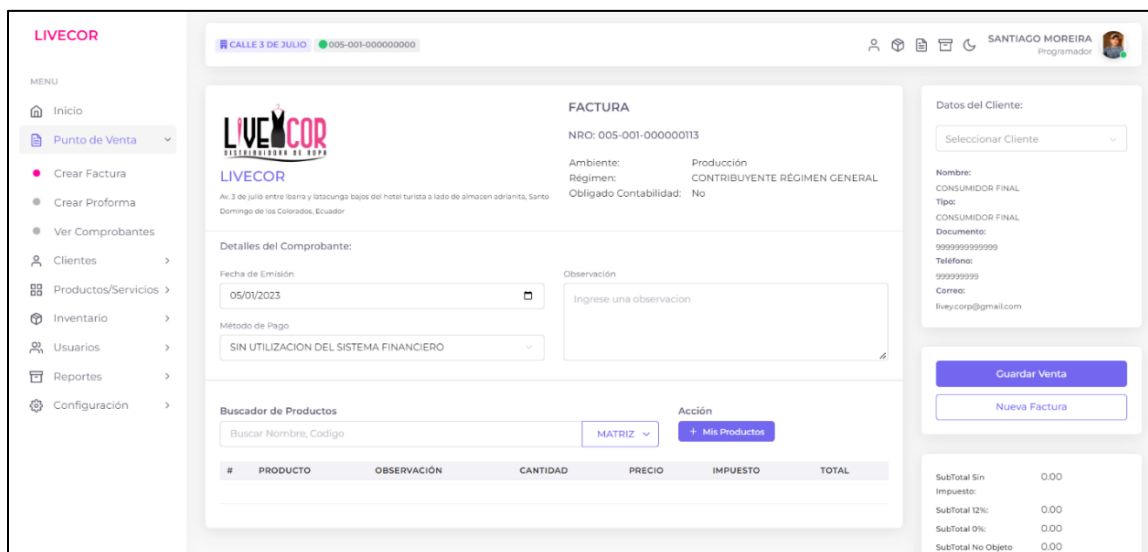 LIVECOR
CALLE 3 DE JULIO
005-001-000000000
SANTIAGO MOREIRA
Programador
MENU
Inicio
Punto de Venta
Crear Factura
Crear Proforma
Ver Comprobantes
Clientes
Productos/Servicios
Inventario
Usuarios
Reportes
Configuración
LIVE COR
DISTRIBUIDORA DE ROPA
LIVECOR
Av. 3 de julio entre ibarra y latacunga bajos del hotel turista a lado de almacen adrianita, Santo
Domingo de los Colorados, Ecuador
FACTURA
NRO: 005-001-000000113
Ambiente: Producción
Régimen: CONTRIBUYENTE RÉGIMEN GENERAL
Obligado Contabilidad: No
Detalles del Comprobante:
Fecha de Emisión
05/01/2023
Método de Pago
SIN UTILIZACION DEL SISTEMA FINANCIERO
Observación
Ingrese una observacion
Buscador de Productos
Buscar Nombre, Codigo
MATRIZ
Acción
+ Mis Productos
# PRODUCTO OBSERVACIÓN CANTIDAD PRECIO IMPUESTO TOTAL
Datos del Cliente:
Seleccionar Cliente
Nombre:
CONSUMIDOR FINAL
Tipo:
CONSUMIDOR FINAL
Documento:
9999999999999
Teléfono:
999999999
Correo:
livey.corp@gmail.com
Guardar Venta
Nueva Factura
SubTotal Sin 0.00
Impuesto:
SubTotal 12%: 0.00
SubTotal 0%: 0.00
SubTotal No Objeto 0.00